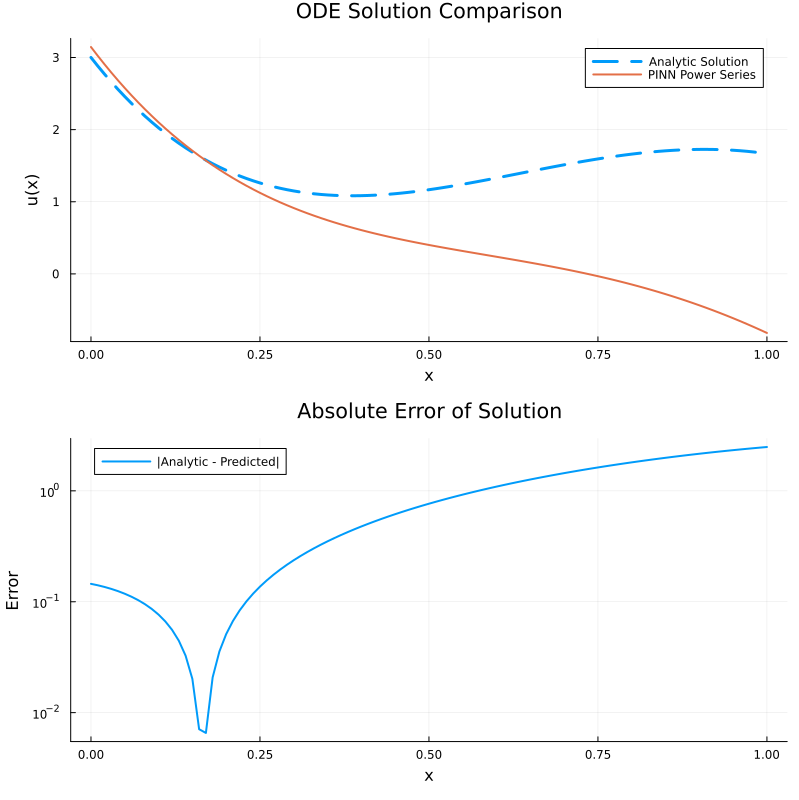 ODE Solution Comparison
Analytic Solution
PINN Power Series
3
2
1
0
u(x)
0.00 0.25 0.50 0.75 1.00
x
Absolute Error of Solution
|Analytic - Predicted|
10⁰
10⁻¹
10⁻²
Error
0.00 0.25 0.50 0.75 1.00
x